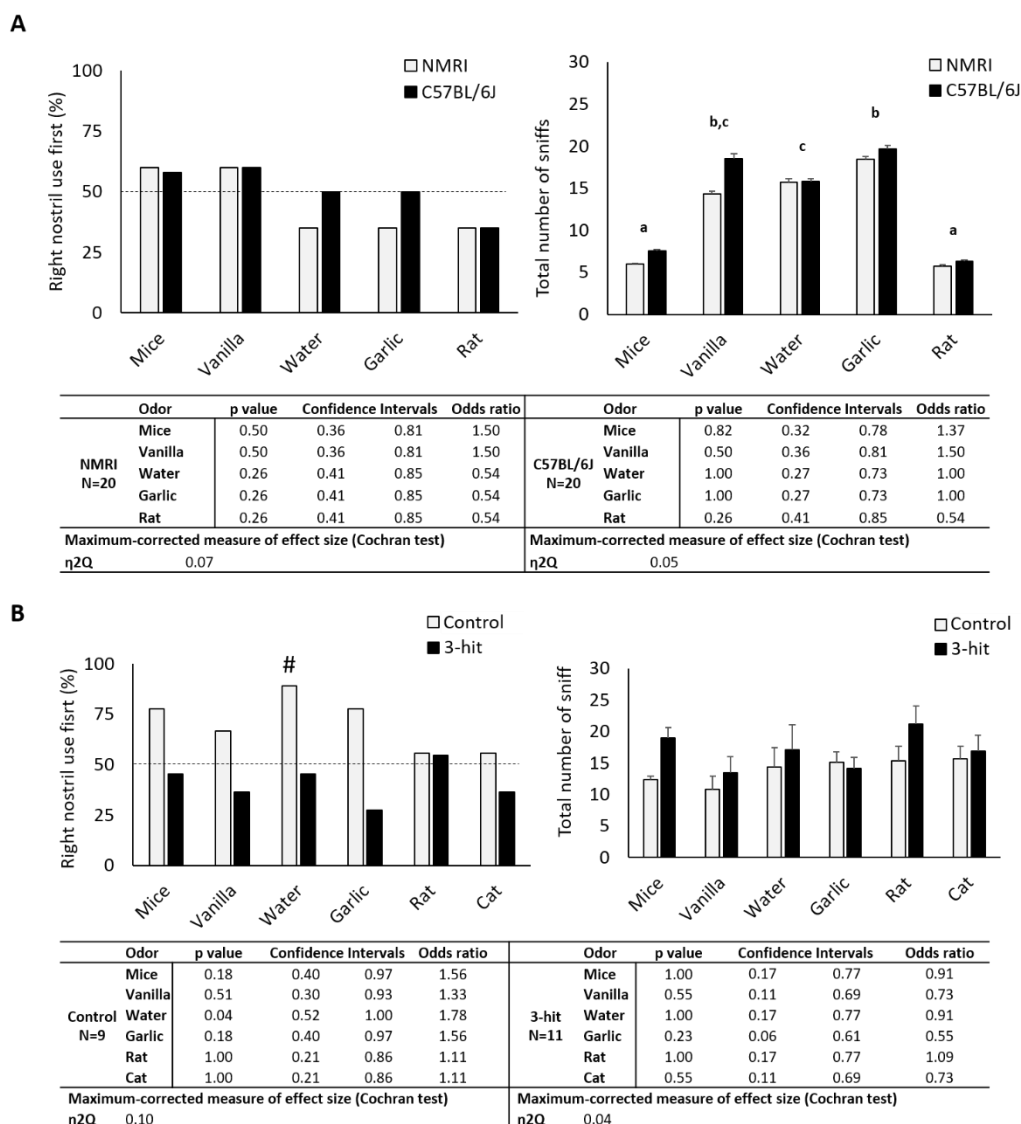 A
NMRI
C57BL/6J
Right nostril use first (%)
100
75
50
25
0
Mice
Vanilla
Water
Garlic
Rat
NMRI
C57BL/6J
Total number of sniffs
30
25
20
15
10
5
0
a
b,c
c
b
a
Mice
Vanilla
Water
Garlic
Rat
Odor p value Confidence Intervals Odds ratio Odor p value Confidence Intervals Odds ratio
Mice 0.50 0.36 0.81 1.50 Mice 0.82 0.32 0.78 1.37
Vanilla 0.50 0.36 0.81 1.50 Vanilla 0.50 0.36 0.81 1.50
NMRI N=20 Water 0.26 0.41 0.85 0.54 C57BL/6J N=20 Water 1.00 0.27 0.73 1.00
Garlic 0.26 0.41 0.85 0.54 Garlic 1.00 0.27 0.73 1.00
Rat 0.26 0.41 0.85 0.54 Rat 0.26 0.41 0.85 0.54
Maximum-corrected measure of effect size (Cochran test) Maximum-corrected measure of effect size (Cochran test)
η2Q 0.07 η2Q 0.05
B
Control
3-hit
Right nostril use fisrt (%)
100
75
50
25
0
#
Mice
Vanilla
Water
Garlic
Rat
Cat
Control
3-hit
Total number of sniff
30
25
20
15
10
5
0
Mice
Vanilla
Water
Garlic
Rat
Cat
Odor p value Confidence Intervals Odds ratio Odor p value Confidence Intervals Odds ratio
Mice 0.18 0.40 0.97 1.56 Mice 1.00 0.17 0.77 0.91
Vanilla 0.51 0.30 0.93 1.33 Vanilla 0.55 0.11 0.69 0.73
Control N=9 Water 0.04 0.52 1.00 1.78 3-hit N=11 Water 1.00 0.17 0.77 0.91
Garlic 0.18 0.40 0.97 1.56 Garlic 0.23 0.06 0.61 0.55
Rat 1.00 0.21 0.86 1.11 Rat 1.00 0.17 0.77 1.09
Cat 1.00 0.21 0.86 1.11 Cat 0.55 0.11 0.69 0.73
Maximum-corrected measure of effect size (Cochran test) Maximum-corrected measure of effect size (Cochran test)
η2Q 0.10 η2Q 0.04